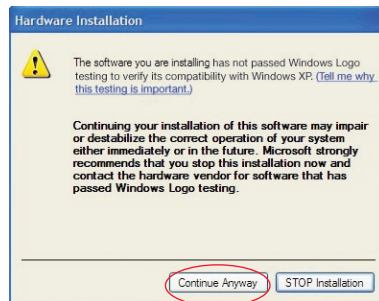 Hardware Installation
The software you are installing has not passed Windows Logo
testing to verify its compatibility with Windows XP. (Tell me why
this testing is important.)
Continuing your installation of this software may impair
or destabilize the correct operation of your system
either immediately or in the future. Microsoft strongly
recommends that you stop this installation now and
contact the hardware vendor for software that has
passed Windows Logo testing.
Continue Anyway
STOP Installation